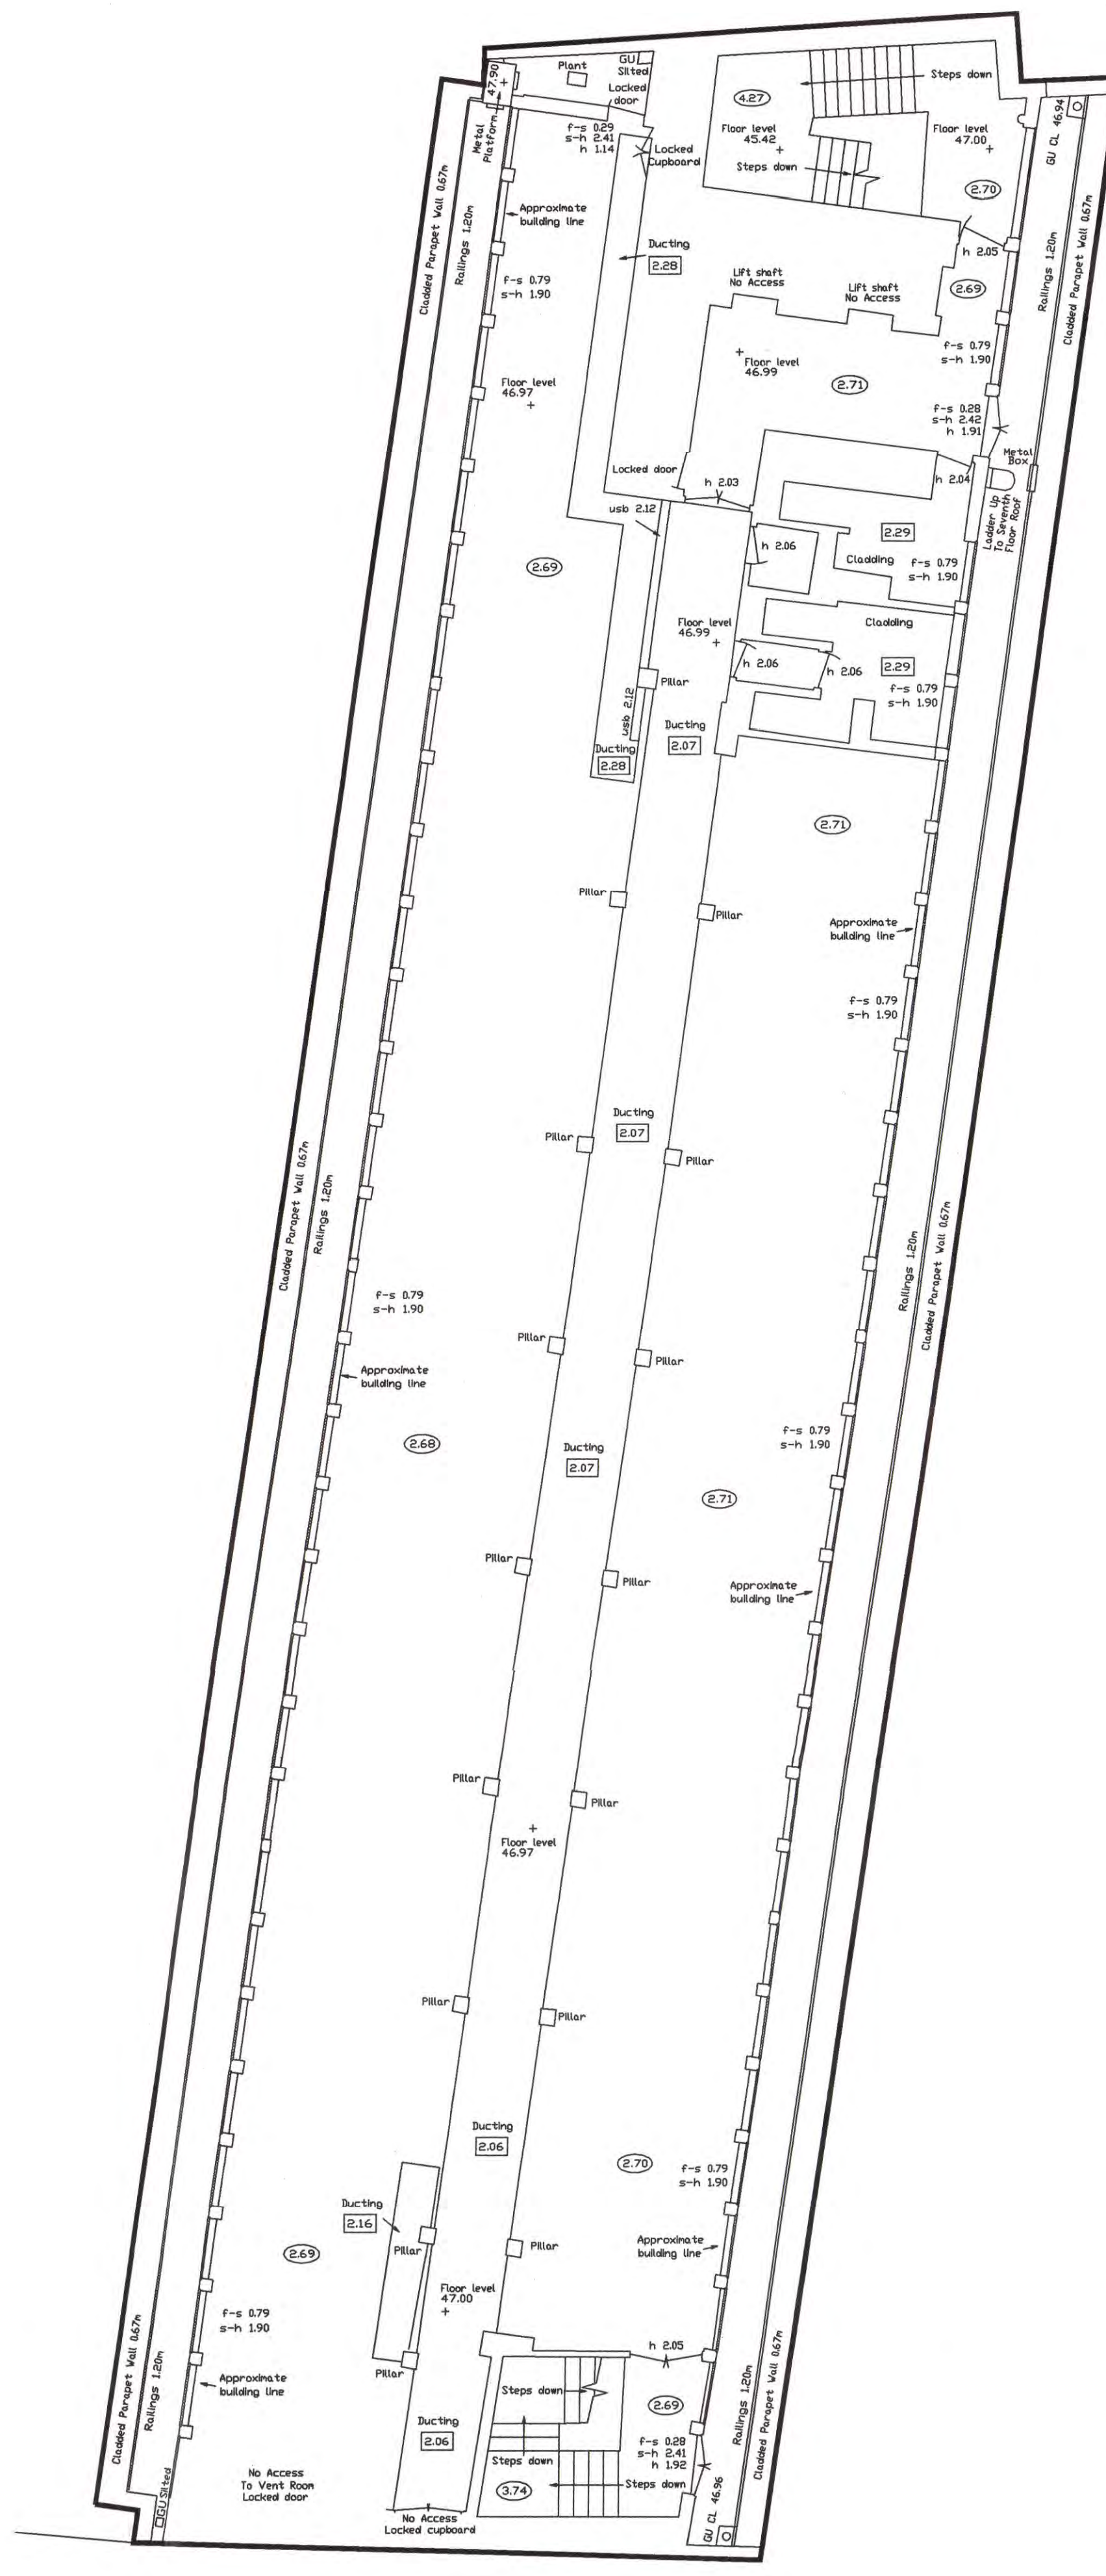 Plant
GU
Silted
47.90
Locked
door
Steps down
4.27
Metal
Platform
f-s 0.29
s-h 2.41
h 1.14
Locked
Cupboard
Floor level
45.42
Floor level
47.00
GU CL 46.94
Steps down
2.70
Cladded Parapet Wall 0.67m
Railings 1.20m
Approximate
building line
Ducting
2.28
h 2.05
Railings 1.20m
Cladded Parapet Wall 0.67m
f-s 0.79
s-h 1.90
Lift shaft
No Access
Lift shaft
No Access
2.69
f-s 0.79
s-h 1.90
Floor level
46.99
Floor level
46.97
2.71
f-s 0.28
s-h 2.42
h 1.91
Metal
Box
Locked door
h 2.03
h 2.04
Ladder Up
To Seventh
Floor Roof
usb 2.12
2.29
h 2.06
Cladding
f-s 0.79
s-h 1.90
2.69
Floor level
46.99
Cladding
h 2.06
h 2.06
2.29
Pillar
f-s 0.79
s-h 1.90
usb 2.12
Ducting
2.07
Ducting
2.28
2.71
Pillar
Pillar
Approximate
building line
f-s 0.79
s-h 1.90
Ducting
2.07
Pillar
Pillar
Cladded Parapet Wall 0.67m
Railings 1.20m
Railings 1.20m
Cladded Parapet Wall 0.67m
f-s 0.79
s-h 1.90
Pillar
Pillar
Approximate
building line
2.68
Ducting
2.07
f-s 0.79
s-h 1.90
2.71
Pillar
Pillar
Approximate
building line
Pillar
Pillar
Floor level
46.97
Pillar
Pillar
Ducting
2.06
2.70
f-s 0.79
s-h 1.90
Ducting
2.16
Pillar
Pillar
Approximate
building line
2.69
Floor level
47.00
f-s 0.79
s-h 1.90
h 2.05
Cladded Parapet Wall 0.67m
Railings 1.20m
Pillar
Approximate
building line
Steps down
2.69
Railings 1.20m
Cladded Parapet Wall 0.67m
Ducting
2.06
f-s 0.28
s-h 2.41
h 1.92
Steps down
GU Silted
No Access
To Vent Room
Locked door
3.74
Steps down
No Access
Locked cupboard
GU CL 46.96